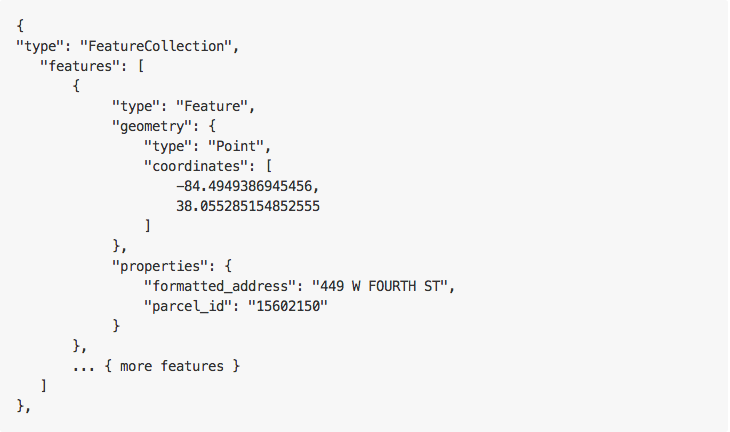 {
"type": "FeatureCollection",
   "features": [
       {
            "type": "Feature",
            "geometry": {
                "type": "Point",
                "coordinates": [
                    -84.4949386945456,
                    38.055285154852555
                ]
            },
            "properties": {
                "formatted_address": "449 W FOURTH ST",
                "parcel_id": "15602150"
            }
       },
       ... { more features }
   ]
},